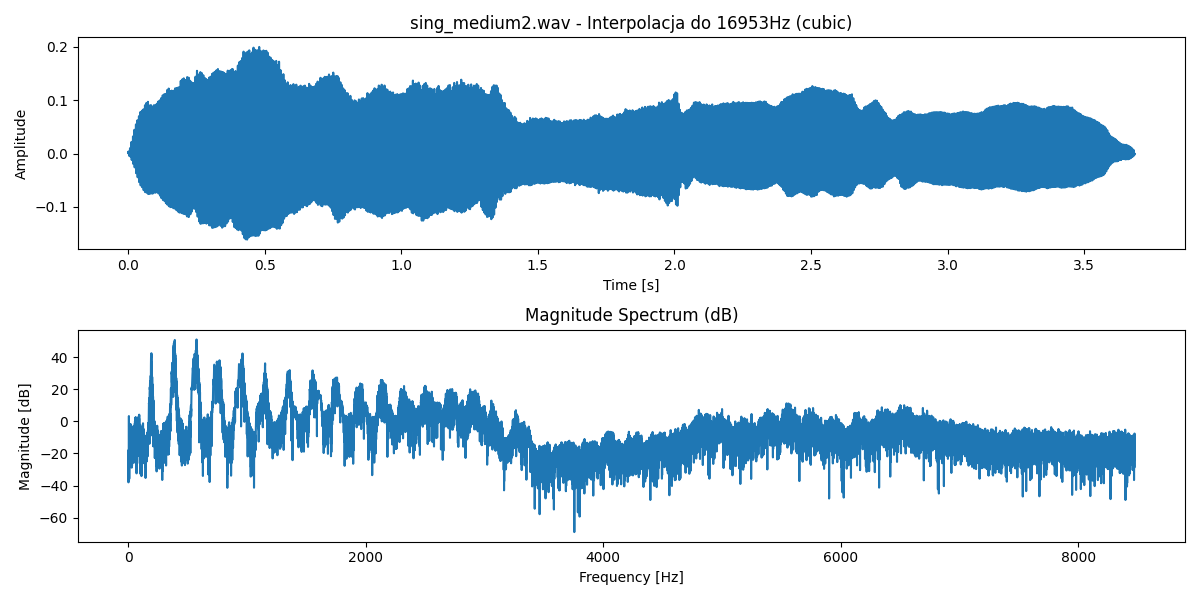 sing_medium2.wav - Interpolacja do 16953Hz (cubic)
Amplitude
0.2
0.1
0.0
−0.1
0.0 0.5 1.0 1.5 2.0 2.5 3.0 3.5
Time [s]
Magnitude Spectrum (dB)
Magnitude [dB]
40
20
0
−20
−40
−60
0 2000 4000 6000 8000
Frequency [Hz]